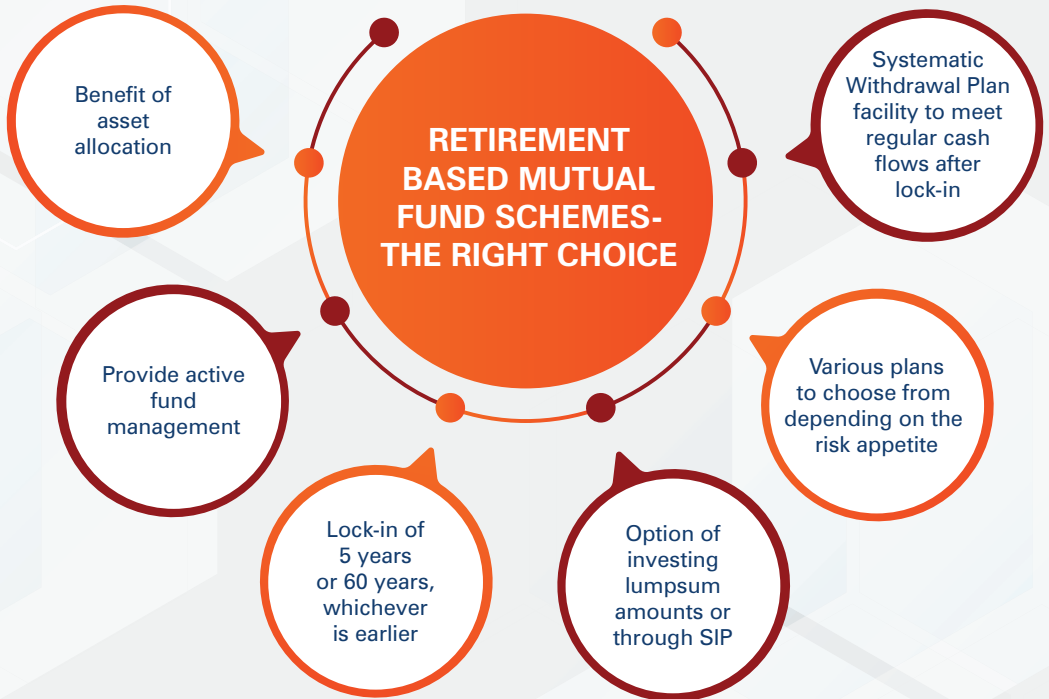 RETIREMENT
BASED MUTUAL
FUND SCHEMES-
THE RIGHT CHOICE
Benefit of
asset
allocation
Provide active
fund
management
Lock-in of
5 years
or 60 years,
whichever
is earlier
Option of
investing
lumpsum
amounts or
through SIP
Various plans
to choose from
depending on the
risk appetite
Systematic
Withdrawal Plan
facility to meet
regular cash
flows after
lock-in